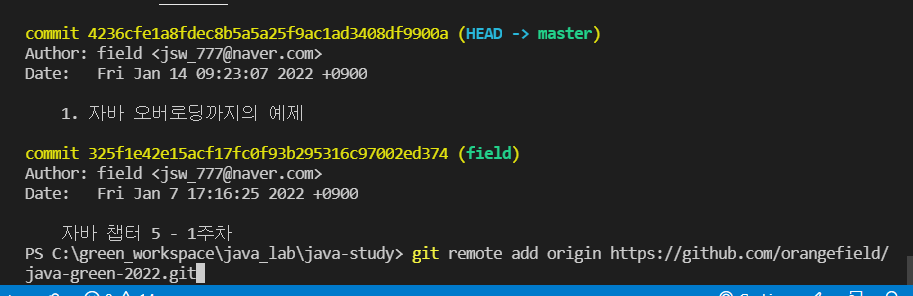 commit 4236cfe1a8fdec8b5a5a25f9ac1ad3408df9900a (HEAD -> master)
Author: field <jsw_777@naver.com>
Date:   Fri Jan 14 09:23:07 2022 +0900
1. 자바 오버로딩까지의 예제
commit 325f1e42e15acf17fc0f93b295316c97002ed374 (field)
Author: field <jsw_777@naver.com>
Date:   Fri Jan 7 17:16:25 2022 +0900
자바 챕터 5 - 1주차
PS C:\green_workspace\java_lab\java-study> git remote add origin https://github.com/orangefield/
java-green-2022.git